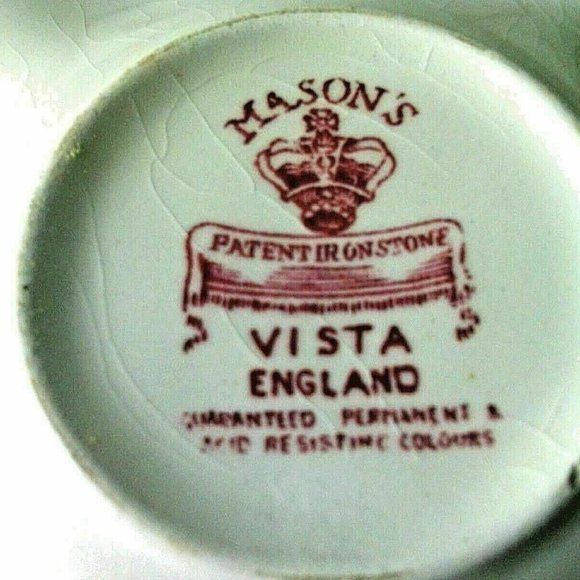 MASON'S
PATENT IRONSTONE
VISTA
ENGLAND
GUARANTEED PERMANENT &
ACID RESISTING COLOURS